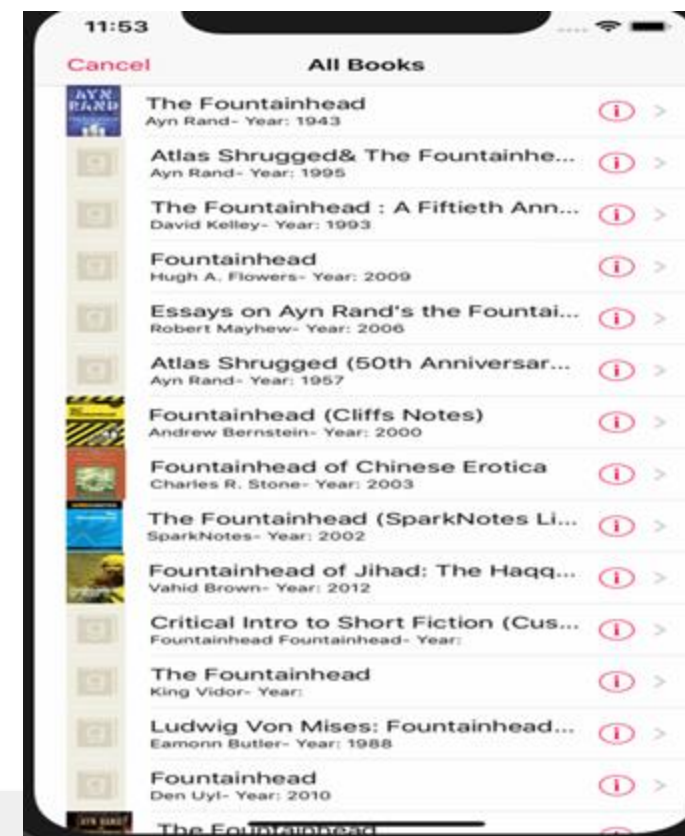 11:53
Cancel
All Books
AYN
RAND
The Fountainhead
Ayn Rand- Year: 1943
Atlas Shrugged& The Fountainhe...
Ayn Rand- Year: 1995
The Fountainhead : A Fiftieth Ann...
David Kelley- Year: 1993
Fountainhead
Hugh A. Flowers- Year: 2009
Essays on Ayn Rand's the Fountai...
Robert Mayhew- Year: 2006
Atlas Shrugged (50th Anniversar...
Ayn Rand- Year: 1957
Fountainhead (Cliffs Notes)
Andrew Bernstein- Year: 2000
Fountainhead of Chinese Erotica
Charles R. Stone- Year: 2003
The Fountainhead (SparkNotes Li...
SparkNotes- Year: 2002
Fountainhead of Jihad: The Haqq...
Vahid Brown- Year: 2012
Critical Intro to Short Fiction (Cus...
Fountainhead Fountainhead- Year:
The Fountainhead
King Vidor- Year:
Ludwig Von Mises: Fountainhead...
Eamonn Butler- Year: 1988
Fountainhead
Den Uyl- Year: 2010
AYN RAND
The Fountainhead